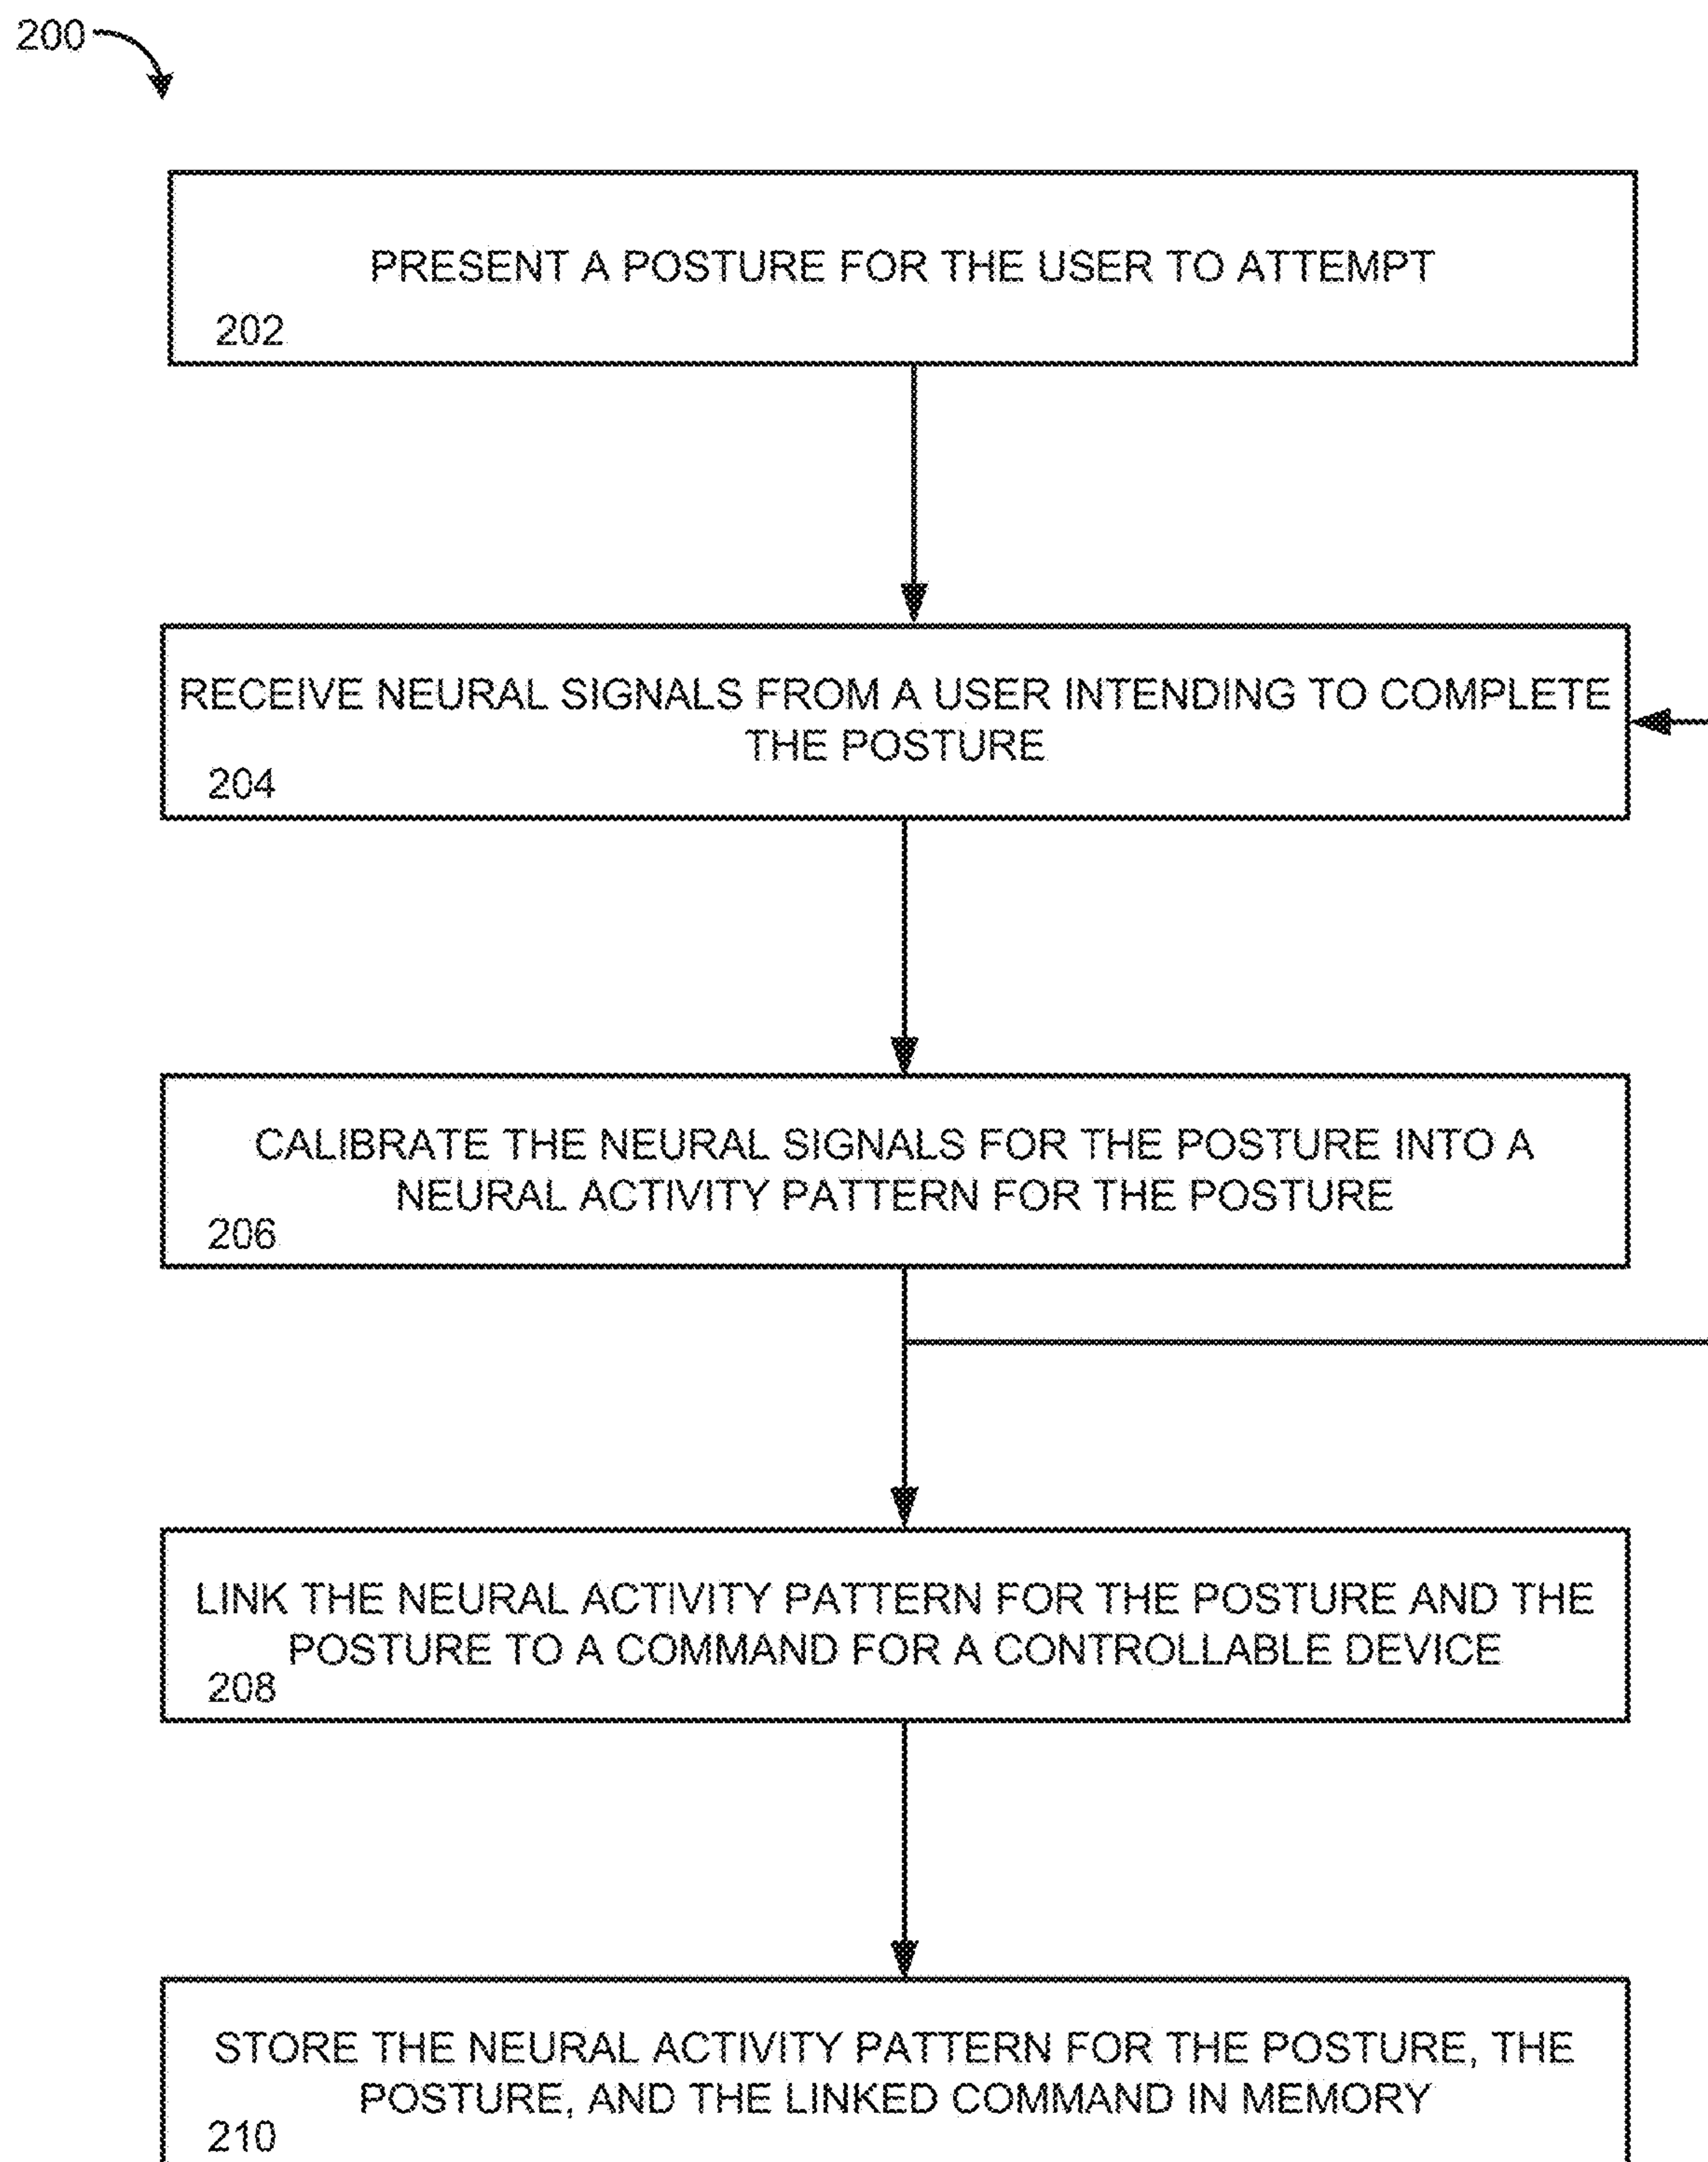 200
PRESENT A POSTURE FOR THE USER TO ATTEMPT
202
RECEIVE NEURAL SIGNALS FROM A USER INTENDING TO COMPLETE
THE POSTURE
204
CALIBRATE THE NEURAL SIGNALS FOR THE POSTURE INTO A
NEURAL ACTIVITY PATTERN FOR THE POSTURE
206
LINK THE NEURAL ACTIVITY PATTERN FOR THE POSTURE AND THE
POSTURE TO A COMMAND FOR A CONTROLLABLE DEVICE
208
STORE THE NEURAL ACTIVITY PATTERN FOR THE POSTURE, THE
POSTURE, AND THE LINKED COMMAND IN MEMORY
210